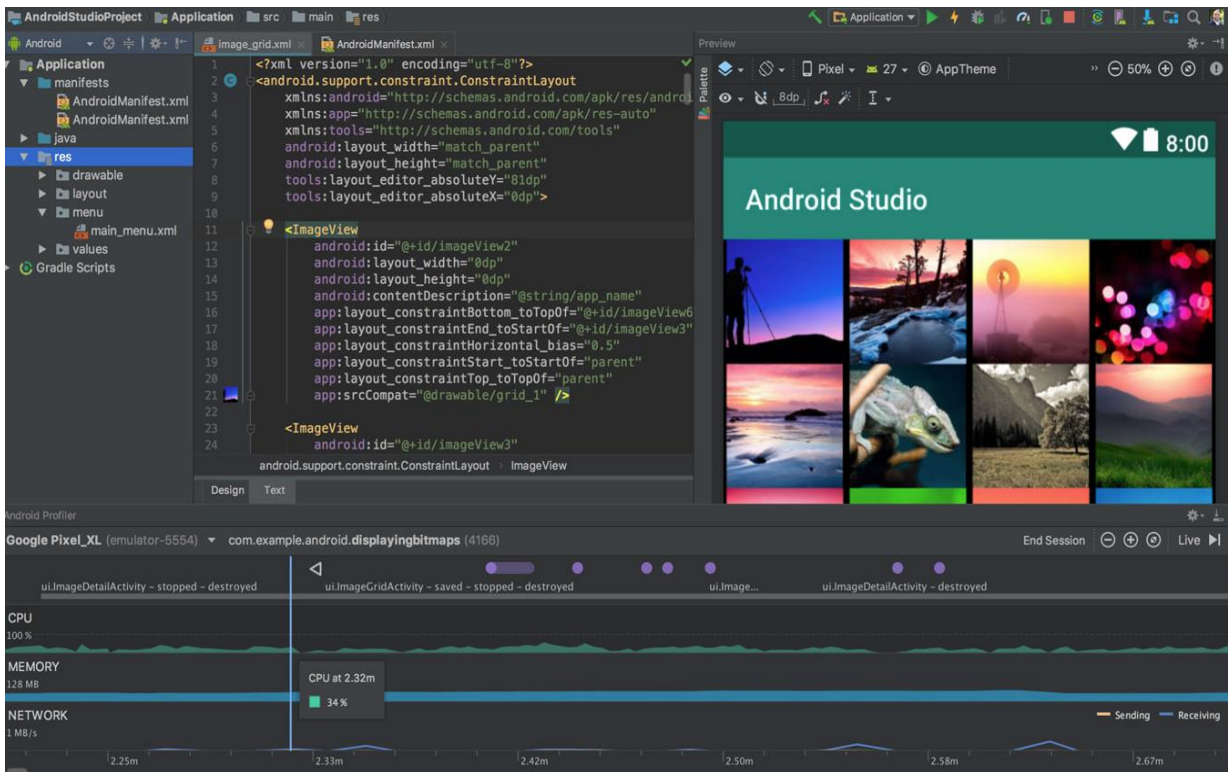 AndroidStudioProject Application src main res Application
Android image_grid.xml AndroidManifest.xml Preview
Application
manifests
AndroidManifest.xml
AndroidManifest.xml
java
res
drawable
layout
menu
main_menu.xml
values
Gradle Scripts
1 <?xml version="1.0" encoding="utf-8"?>
2 <android.support.constraint.ConstraintLayout
3 xmlns:android="http://schemas.android.com/apk/res/androi
4 xmlns:app="http://schemas.android.com/apk/res-auto"
5 xmlns:tools="http://schemas.android.com/tools"
6 android:layout_width="match_parent"
7 android:layout_height="match_parent"
8 tools:layout_editor_absoluteY="81dp"
9 tools:layout_editor_absoluteX="0dp">
10
11 <ImageView
12 android:id="@+id/imageView2"
13 android:layout_width="0dp"
14 android:layout_height="0dp"
15 android:contentDescription="@string/app_name"
16 app:layout_constraintBottom_toTopOf="@+id/imageView6
17 app:layout_constraintEnd_toStartOf="@+id/imageView3"
18 app:layout_constraintHorizontal_bias="0.5"
19 app:layout_constraintStart_toStartOf="parent"
20 app:layout_constraintTop_toTopOf="parent"
21 app:srcCompat="@drawable/grid_1" />
22
23 <ImageView
24 android:id="@+id/imageView3"
android.support.constraint.ConstraintLayout ImageView
Design Text
Palette
Pixel 27 AppTheme 50%
8dp
8:00
Android Studio
Android Profiler
Google Pixel_XL (emulator-5554) com.example.android.displayingbitmaps (4166) End Session Live
ui.ImageDetailActivity - stopped - destroyed ui.ImageGridActivity - saved - stopped - destroyed ui.Image... ui.ImageDetailActivity - destroyed
CPU
100 %
MEMORY
128 MB
CPU at 2.32m
34 %
NETWORK Sending Receiving
1 MB/s
2.25m 2.33m 2.42m 2.50m 2.58m 2.67m